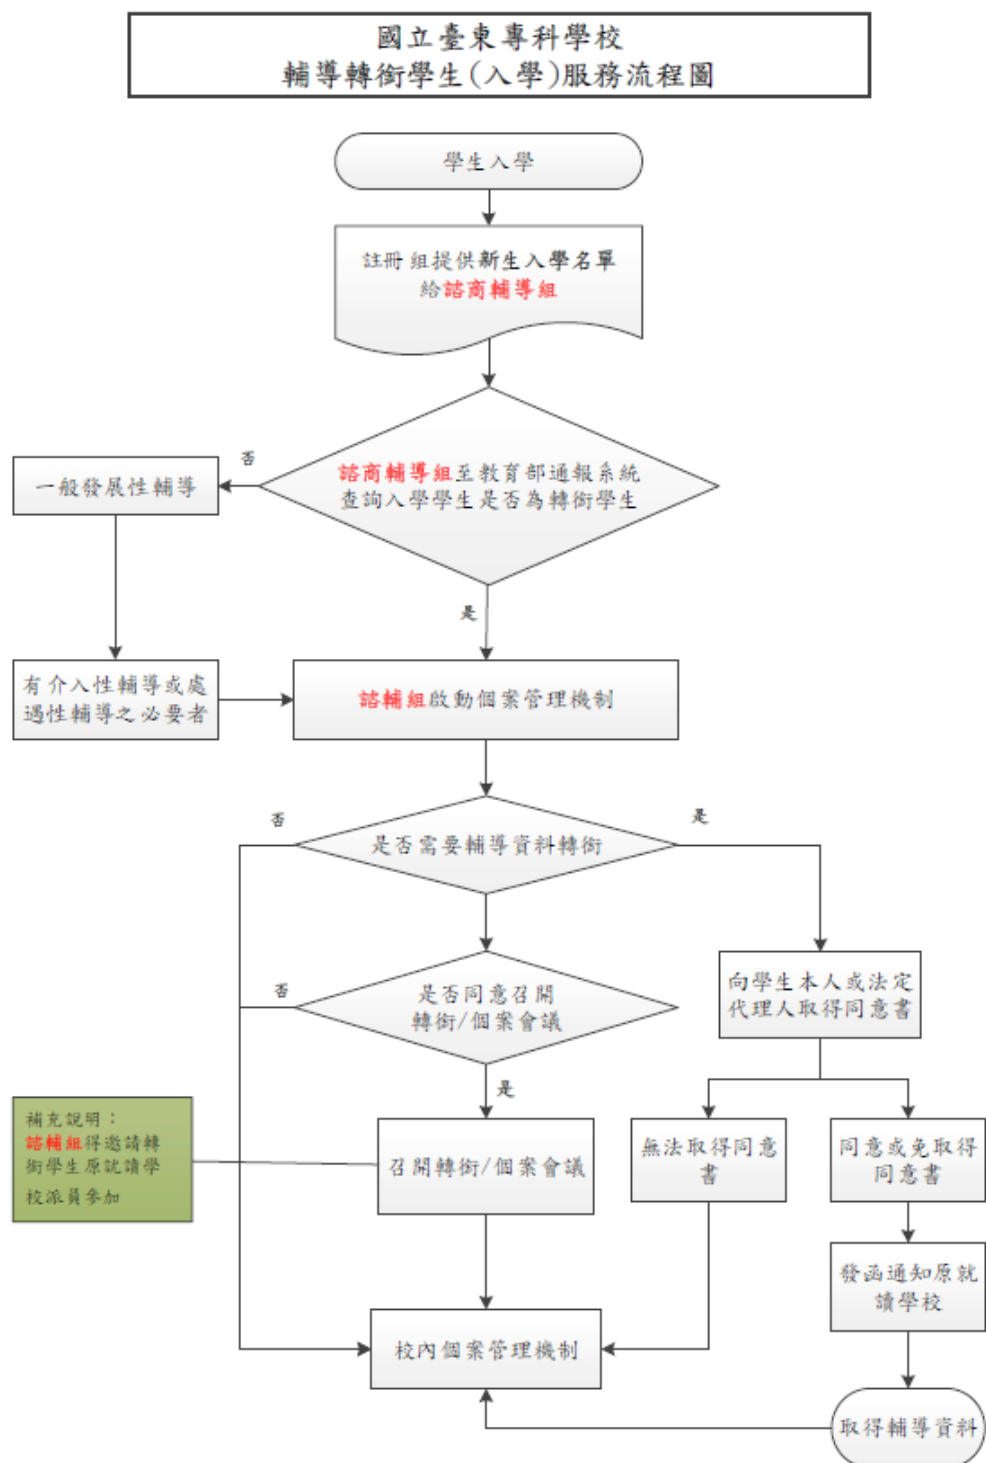 國立臺東專科學校
輔導轉銜學生(入學)服務流程圖
學生入學
註冊組提供新生入學名單
給諮商輔導組
諮商輔導組至教育部通報系統
查詢入學學生是否為轉銜學生
否
一般發展性輔導
是
有介入性輔導或處
遇性輔導之必要者
諮輔組啟動個案管理機制
否
是
是否需要輔導資料轉銜
否
是否同意召開
轉銜/個案會議
向學生本人或法定
代理人取得同意書
是
補充說明：
諮輔組得邀請轉
銜學生原就讀學
校派員參加
召開轉銜/個案會議
無法取得同意
書
同意或免取得
同意書
發函通知原就
讀學校
校內個案管理機制
取得輔導資料